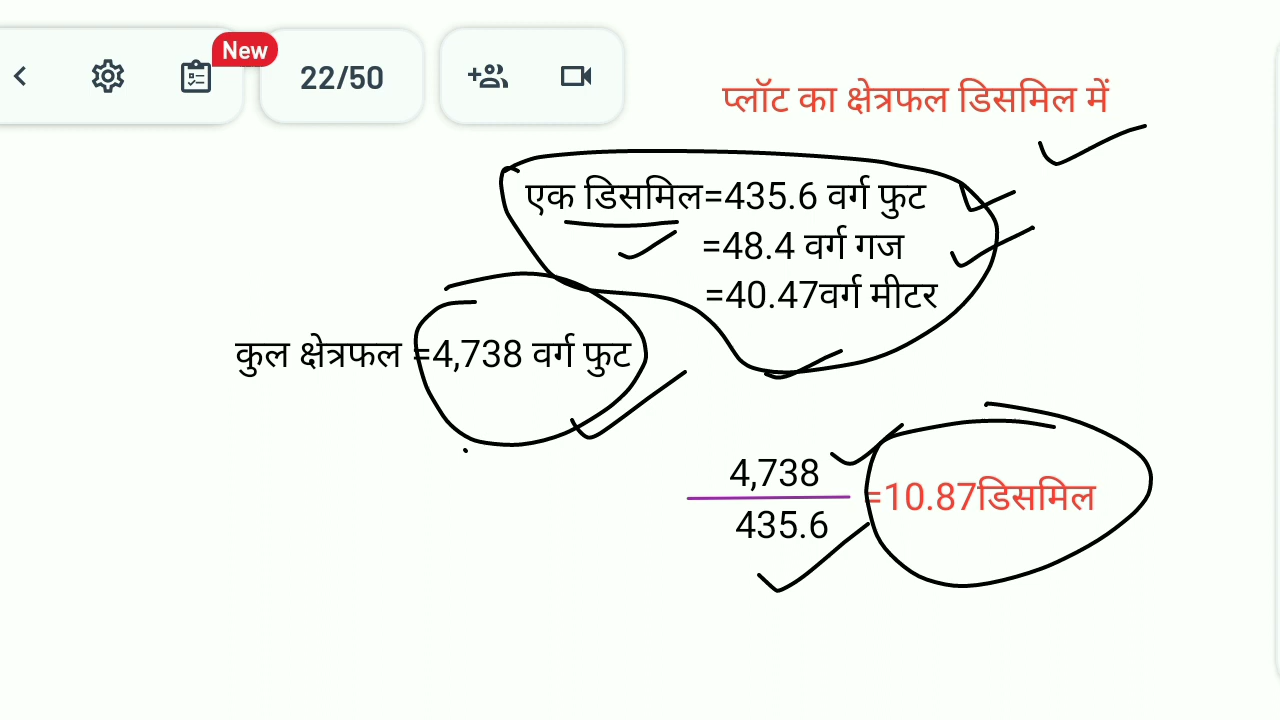 New
22/50
प्लॉट का क्षेत्रफल डिसमिल में
एक डिसमिल=435.6 वर्ग फुट
=48.4 वर्ग गज
=40.47वर्ग मीटर
कुल क्षेत्रफल =4,738 वर्ग फुट
4,738
435.6
=10.87डिसमिल